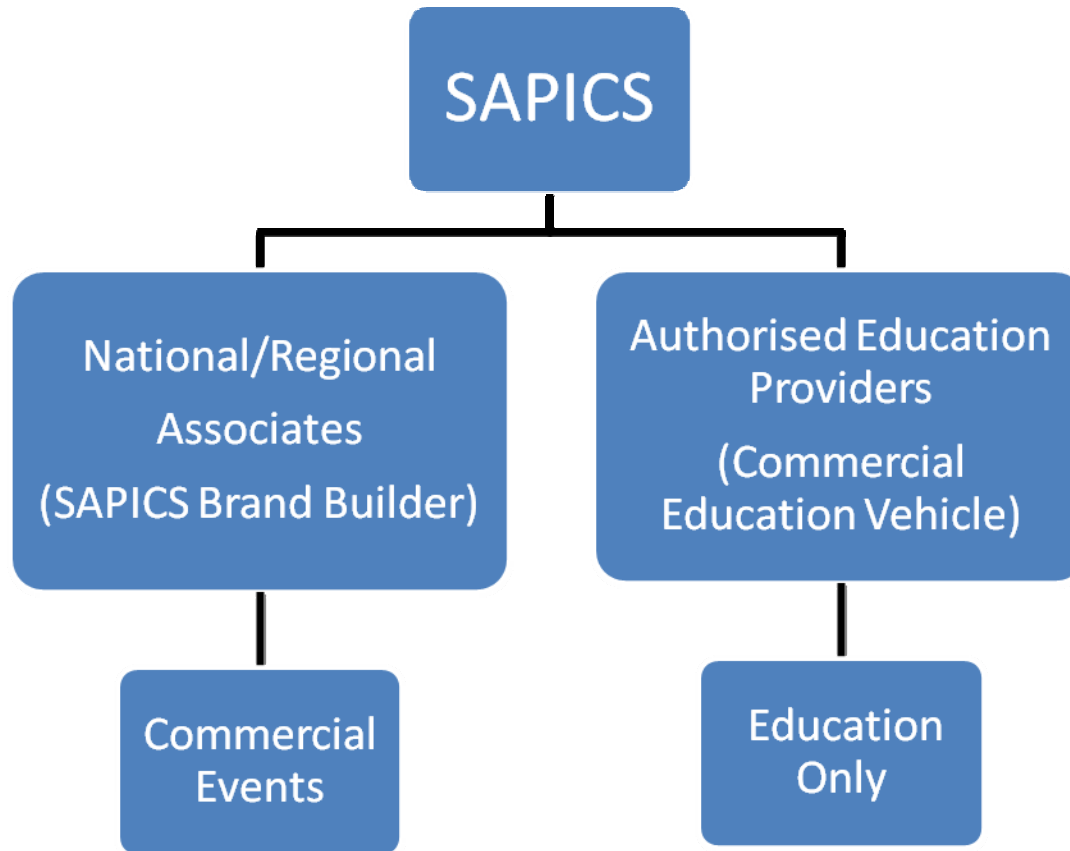 SAPICS
National/Regional
Associates
(SAPICS Brand Builder)
Authorised Education
Providers
(Commercial
Education Vehicle)
Commercial
Events
Education
Only